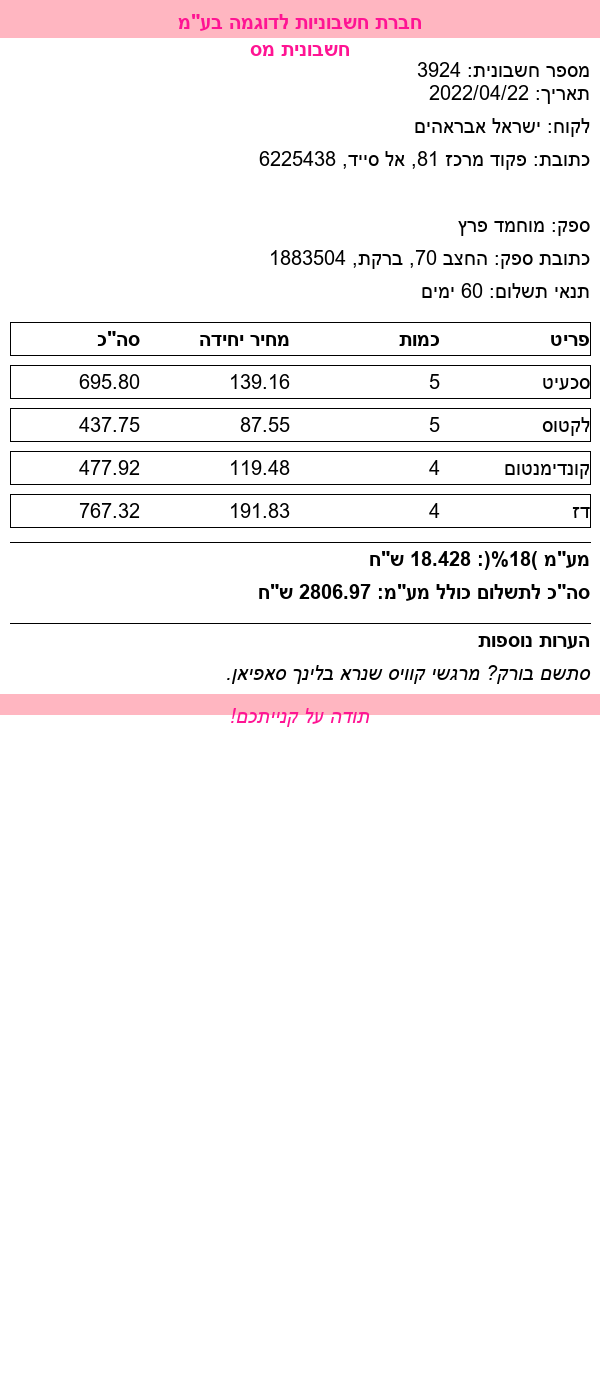 חברת חשבוניות לדוגמה בע"מ
חשבונית מס
מספר חשבונית: 3924
תאריך: 2022/04/22
לקוח: ישראל אבראהים
כתובת: פקוד מרכז 81, אל סייד, 6225438
ספק: מוחמד פרץ
כתובת ספק: החצב 70, ברקת, 1883504
תנאי תשלום: 60 ימים
פריט כמות מחיר יחידה סה"כ
סכעיט 5 139.16 695.80
לקטוס 5 87.55 437.75
קונדימנטום 4 119.48 477.92
דז 4 191.83 767.32
מע"מ )18%(: 18.428 ש"ח
סה"כ לתשלום כולל מע"מ: 2806.97 ש"ח
הערות נוספות
סתשם בורק? מרגשי קוויס שנרא בלינך סאפיאן.
תודה על קנייתכם!